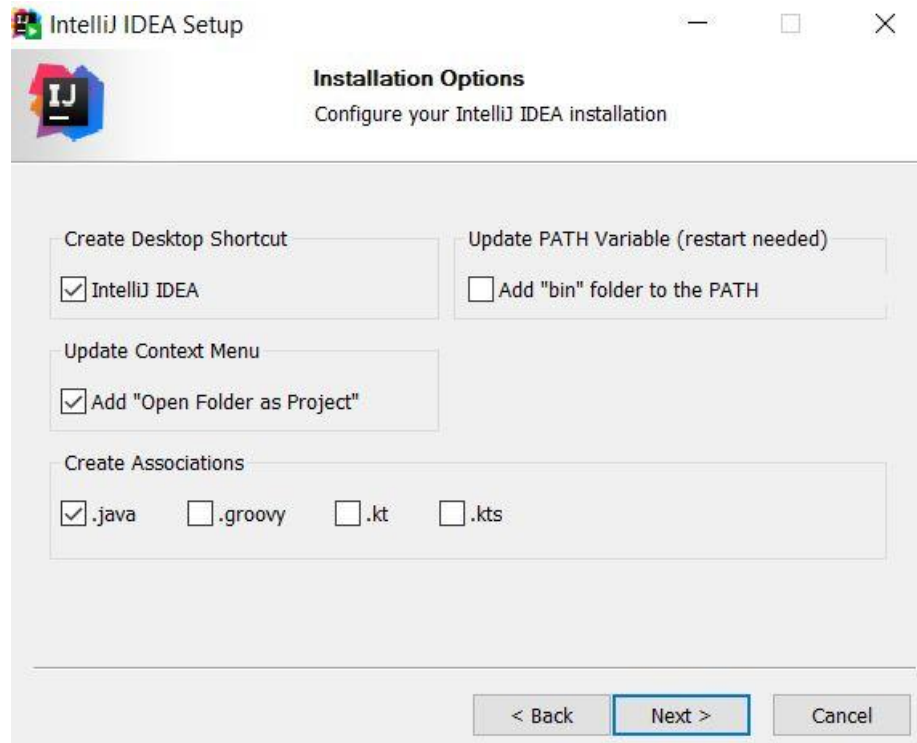 IntelliJ IDEA Setup
IJ
Installation Options
Configure your IntelliJ IDEA installation
Create Desktop Shortcut
IntelliJ IDEA
Update PATH Variable (restart needed)
Add "bin" folder to the PATH
Update Context Menu
Add "Open Folder as Project"
Create Associations
.java .groovy .kt .kts
< Back Next > Cancel